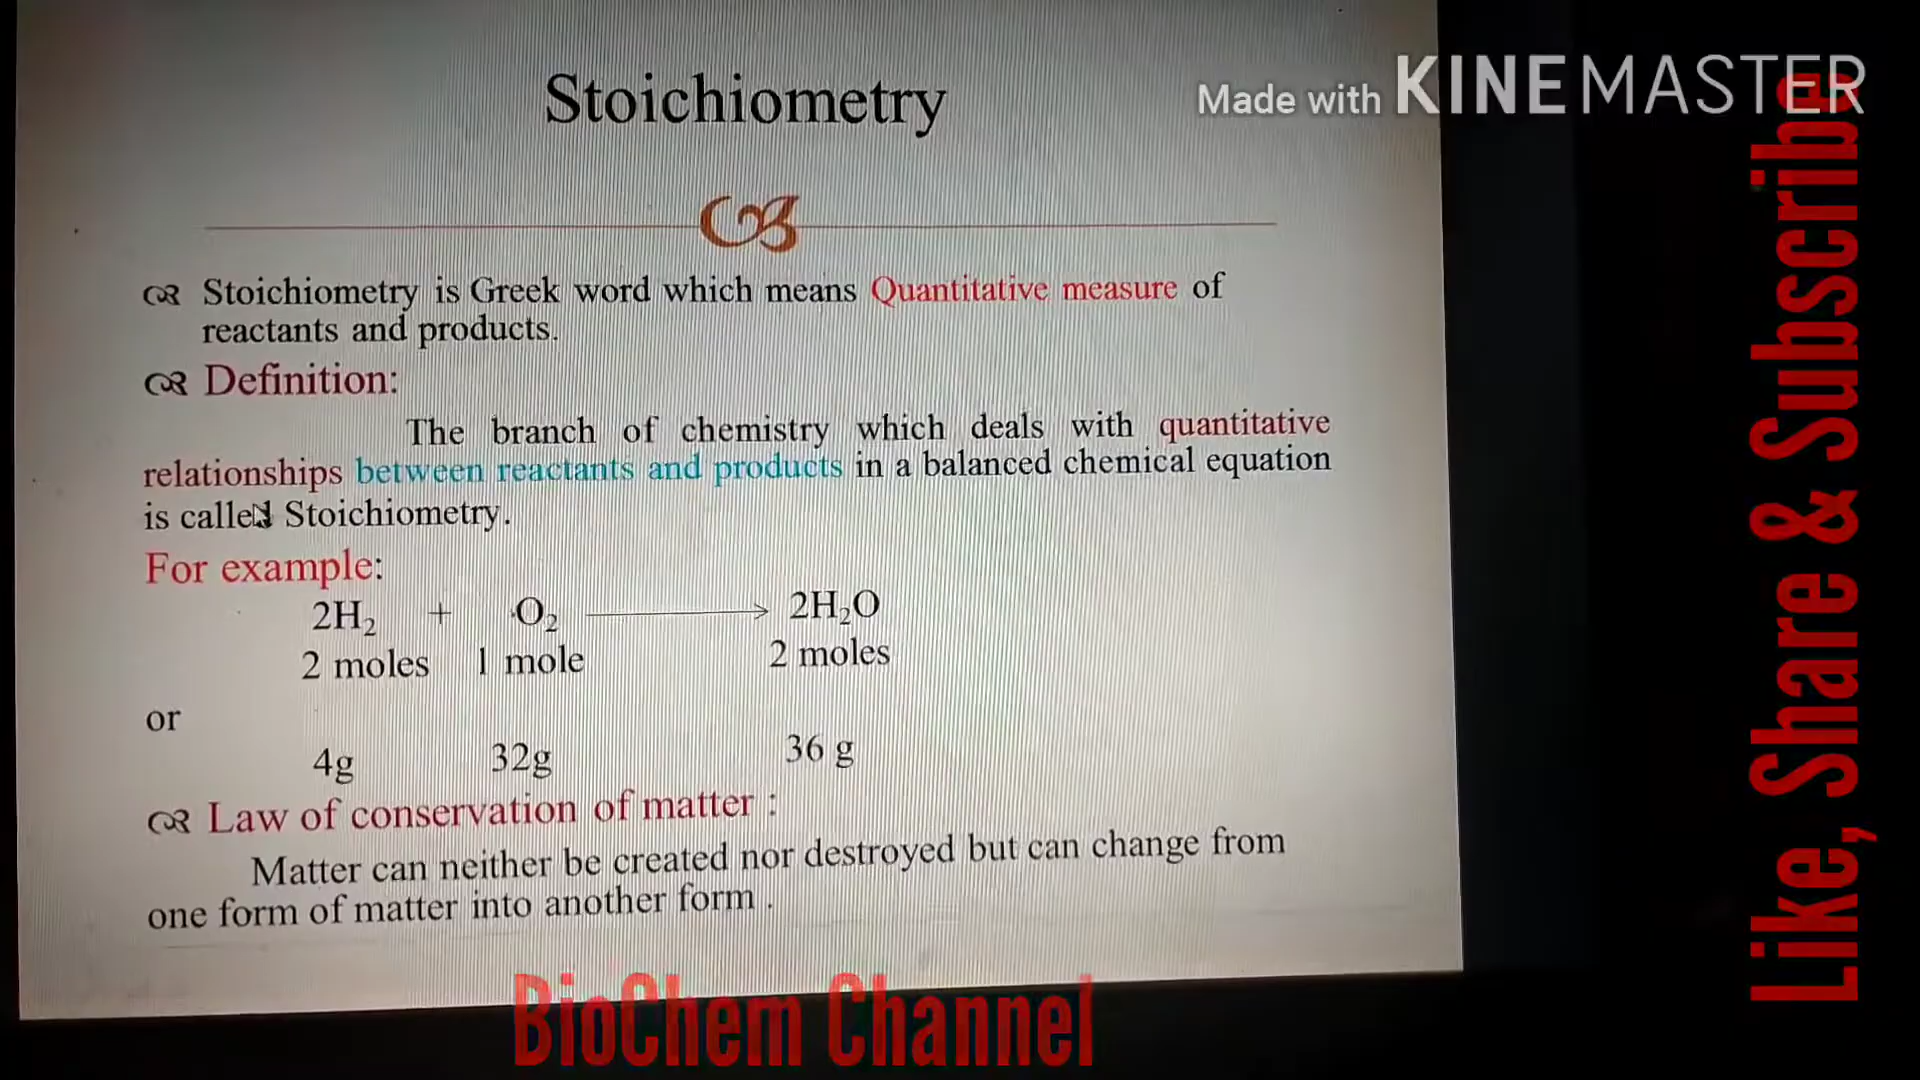 Stoichiometry
Made with KINEMASTER
Stoichiometry is Greek word which means Quantitative measure of
reactants and products.
Definition:
The branch of chemistry which deals with quantitative
relationships between reactants and products in a balanced chemical equation
is called Stoichiometry.
For example:
2H₂ + O₂ ⟶ 2H₂O
2 moles 1 mole 2 moles
or
4g 32g 36 g
Law of conservation of matter :
Matter can neither be created nor destroyed but can change from
one form of matter into another form .
BioChem Channel
Like, Share & Subscribe